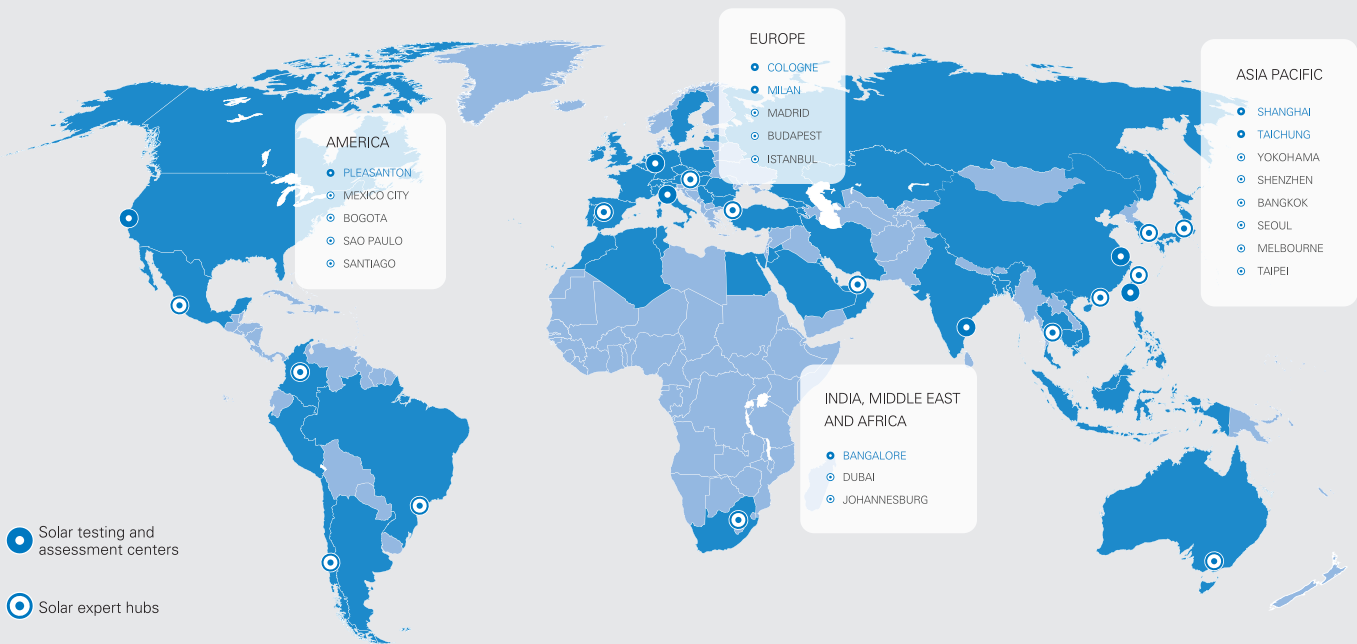 EUROPE
COLOGNE
MILAN
MADRID
BUDAPEST
ISTANBUL
ASIA PACIFIC
SHANGHAI
TAICHUNG
YOKOHAMA
SHENZHEN
BANGKOK
SEOUL
MELBOURNE
TAIPEI
AMERICA
PLEASANTON
MEXICO CITY
BOGOTA
SAO PAULO
SANTIAGO
INDIA, MIDDLE EAST
AND AFRICA
BANGALORE
DUBAI
JOHANNESBURG
Solar testing and
assessment centers
Solar expert hubs